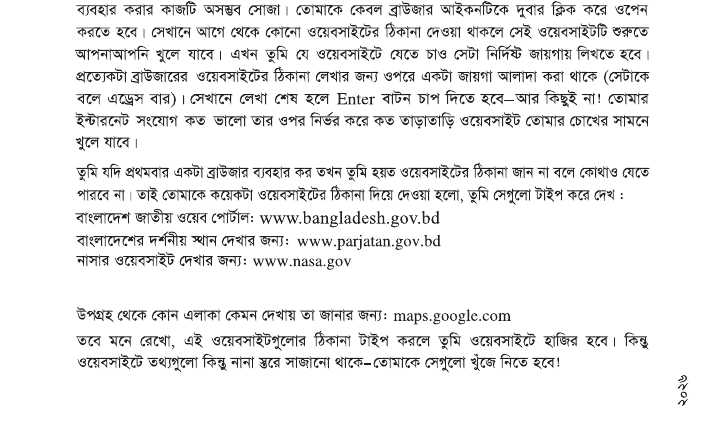 ব্যবহার করার কাজটি অসম্ভব সোজা। তোমাকে কেবল ব্রাউজার আইকনটিকে দুবার ক্লিক করে ওপেন
করতে হবে। সেখানে আগে থেকে কোনো ওয়েবসাইটের ঠিকানা দেওয়া থাকলে সেই ওয়েবসাইটটি শুরুতে
আপনাআপনি খুলে যাবে। এখন তুমি যে ওয়েবসাইটে যেতে চাও সেটা নির্দিষ্ট জায়গায় লিখতে হবে।
প্রত্যেকটা ব্রাউজারের ওয়েবসাইটের ঠিকানা লেখার জন্য ওপরে একটা জায়গা আলাদা করা থাকে (সেটাকে
বলে এড্রেস বার)। সেখানে লেখা শেষ হলে Enter বাটন চাপ দিতে হবে–আর কিছুই না! তোমার
ইন্টারনেট সংযোগ কত ভালো তার ওপর নির্ভর করে কত তাড়াতাড়ি ওয়েবসাইট তোমার চোখের সামনে
খুলে যাবে।
তুমি যদি প্রথমবার একটা ব্রাউজার ব্যবহার কর তখন তুমি হয়ত ওয়েবসাইটের ঠিকানা জান না বলে কোথাও যেতে
পারবে না। তাই তোমাকে কয়েকটা ওয়েবসাইটের ঠিকানা দিয়ে দেওয়া হলো, তুমি সেগুলো টাইপ করে দেখ :
বাংলাদেশ জাতীয় ওয়েব পোর্টাল: www.bangladesh.gov.bd
বাংলাদেশের দর্শনীয় স্থান দেখার জন্য: www.parjatan.gov.bd
নাসার ওয়েবসাইট দেখার জন্য: www.nasa.gov
উপগ্রহ থেকে কোন এলাকা কেমন দেখায় তা জানার জন্য: maps.google.com
তবে মনে রেখো, এই ওয়েবসাইটগুলোর ঠিকানা টাইপ করলে তুমি ওয়েবসাইটে হাজির হবে। কিন্তু
ওয়েবসাইটে তথ্যগুলো কিন্তু নানা স্তরে সাজানো থাকে–তোমাকে সেগুলো খুঁজে নিতে হবে!
২০২৬